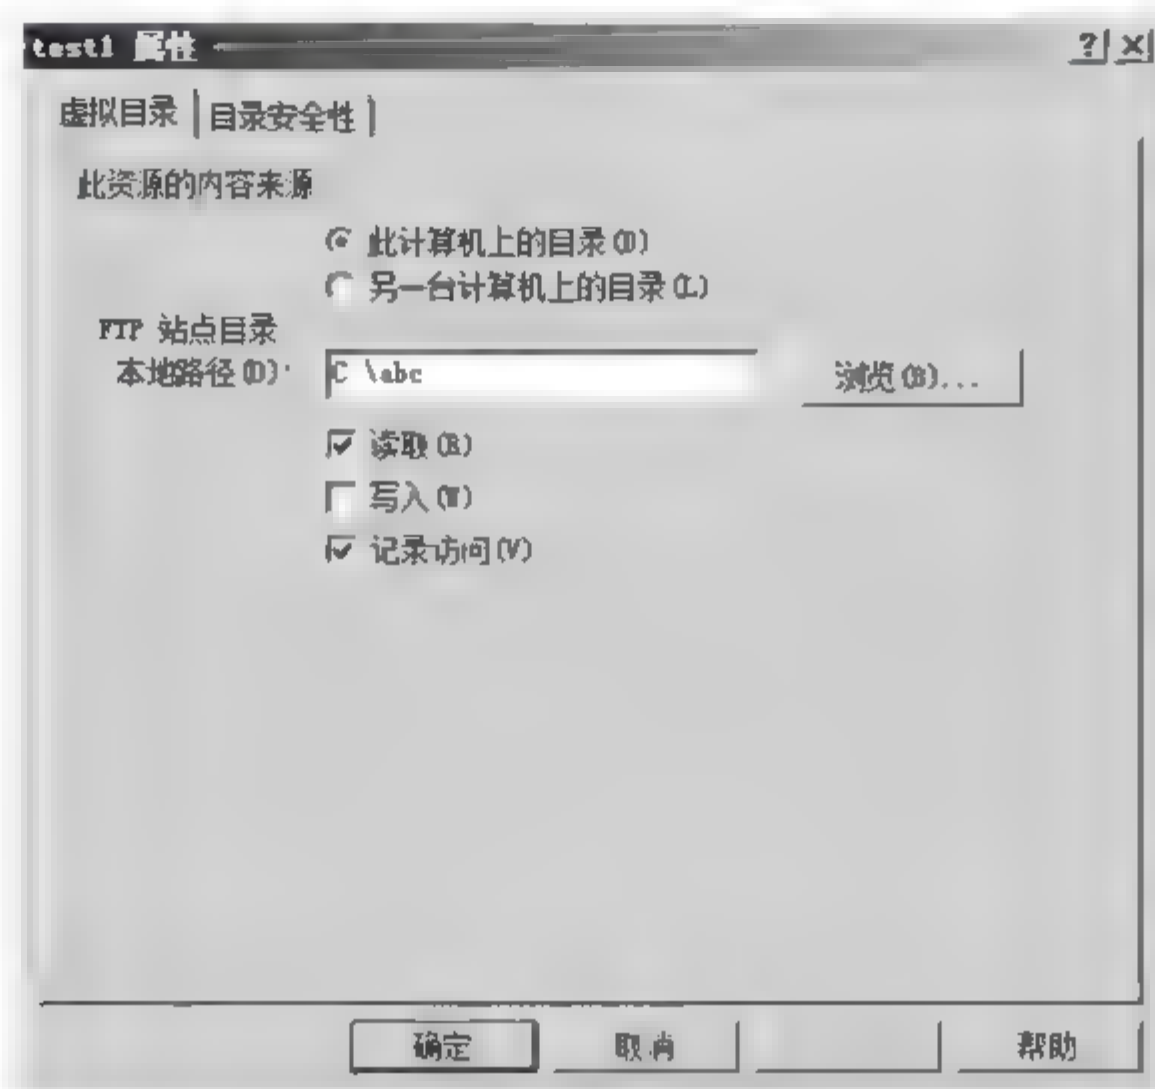 test1 属性
虚拟目录 目录安全性
此资源的内容来源
此计算机上的目录(D)
另一台计算机上的目录(L)
FTP 站点目录
本地路径(O):
C \abc
浏览(B)...
读取(R)
写入(W)
记录访问(V)
确定 取消 帮助